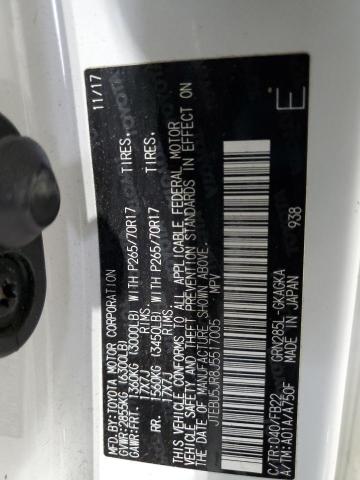 MFD.BY:TOYOTA MOTOR CORPORATION 11/17
GVWR:2855KG (6300LB)
GAWR:FRT. 1360KG (3000LB) WITH P265/70R17 TIRES.
17X7J RIMS.
RR. 1560KG (3450LB) WITH P265/70R17 TIRES.
17X7J RIMS.
THIS VEHICLE CONFORMS TO ALL APPLICABLE FEDERAL MOTOR
VEHICLE SAFETY AND THEFT PREVENTION STANDARDS IN EFFECT ON
THE DATE OF MANUFACTURE SHOWN ABOVE.
JTEBU5JR8J5517005 MPV
C/TR:040/FB22 GRN285L-GKAGKA
A/TM:A01A/A750F MADE IN JAPAN 938
E